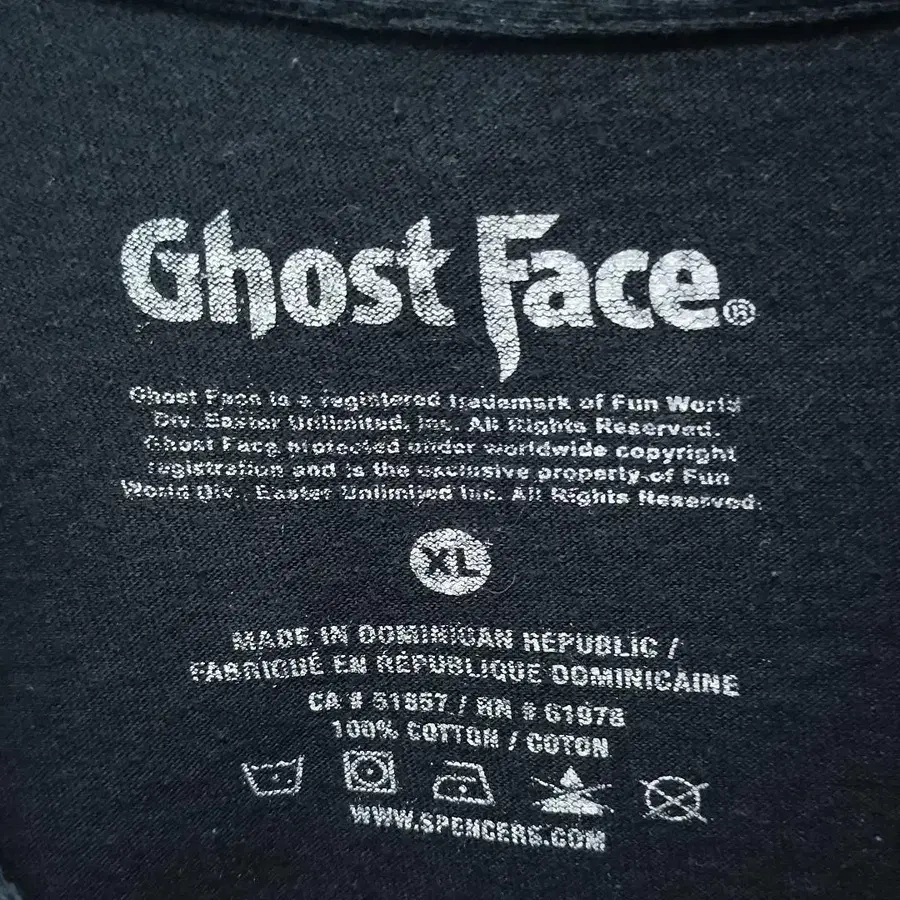 Ghost Face®
Ghost Face is a registered trademark of Fun World
Div. Easter Unlimited, Inc. All Rights Reserved.
Ghost Face protected under worldwide copyright
registration and is the exclusive property of Fun
World Div., Easter Unlimited Inc. All Rights Reserved.
XL
MADE IN DOMINICAN REPUBLIC /
FABRIQUÉ EN RÉPUBLIQUE DOMINICAINE
CA # 51857 / RN # 61978
100% COTTON / COTON
WWW.SPENCERS.COM